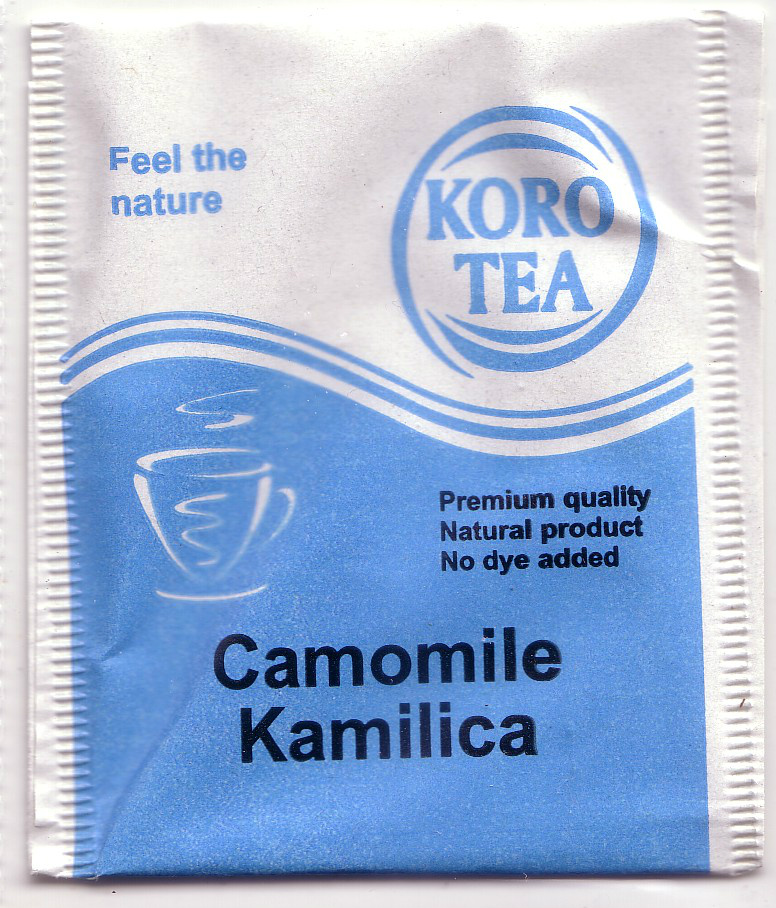 Feel the
nature
KORO
TEA
Premium quality
Natural product
No dye added
Camomile
Kamilica